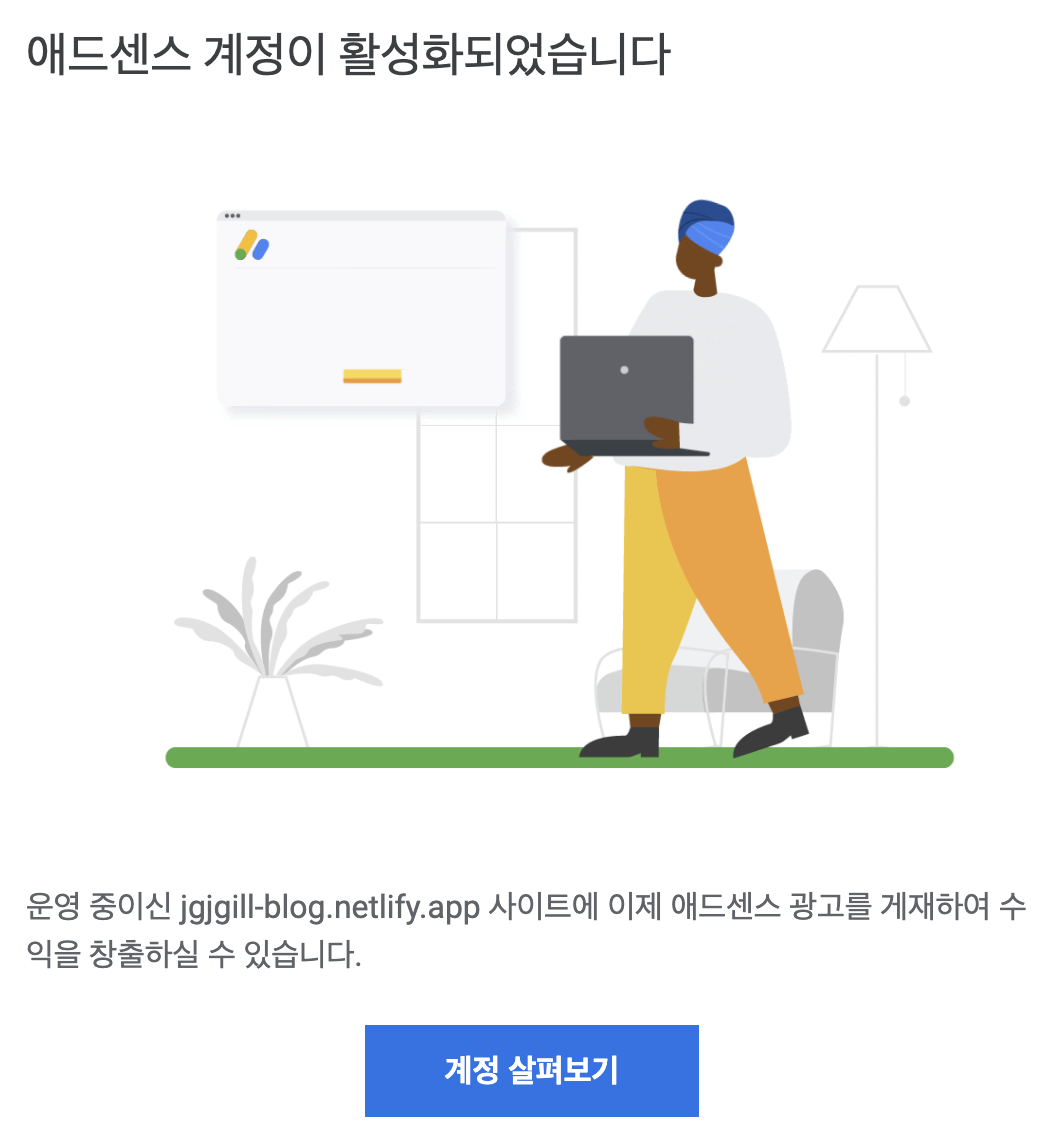 애드센스 계정이 활성화되었습니다
운영 중이신 jgjgill-blog.netlify.app 사이트에 이제 애드센스 광고를 게재하여 수
익을 창출하실 수 있습니다.
계정 살펴보기